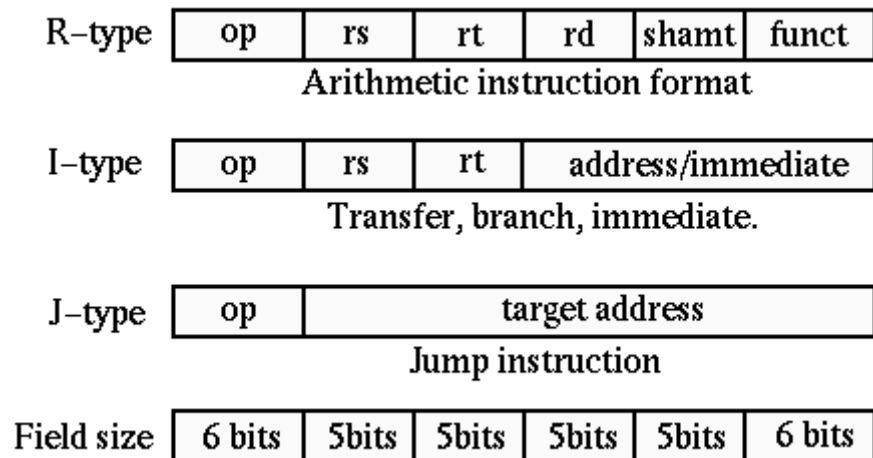 R-type op rs rt rd shamt funct
Arithmetic instruction format
I-type op rs rt address/immediate
Transfer, branch, immediate.
J-type op target address
Jump instruction
Field size 6 bits 5bits 5bits 5bits 5bits 6 bits